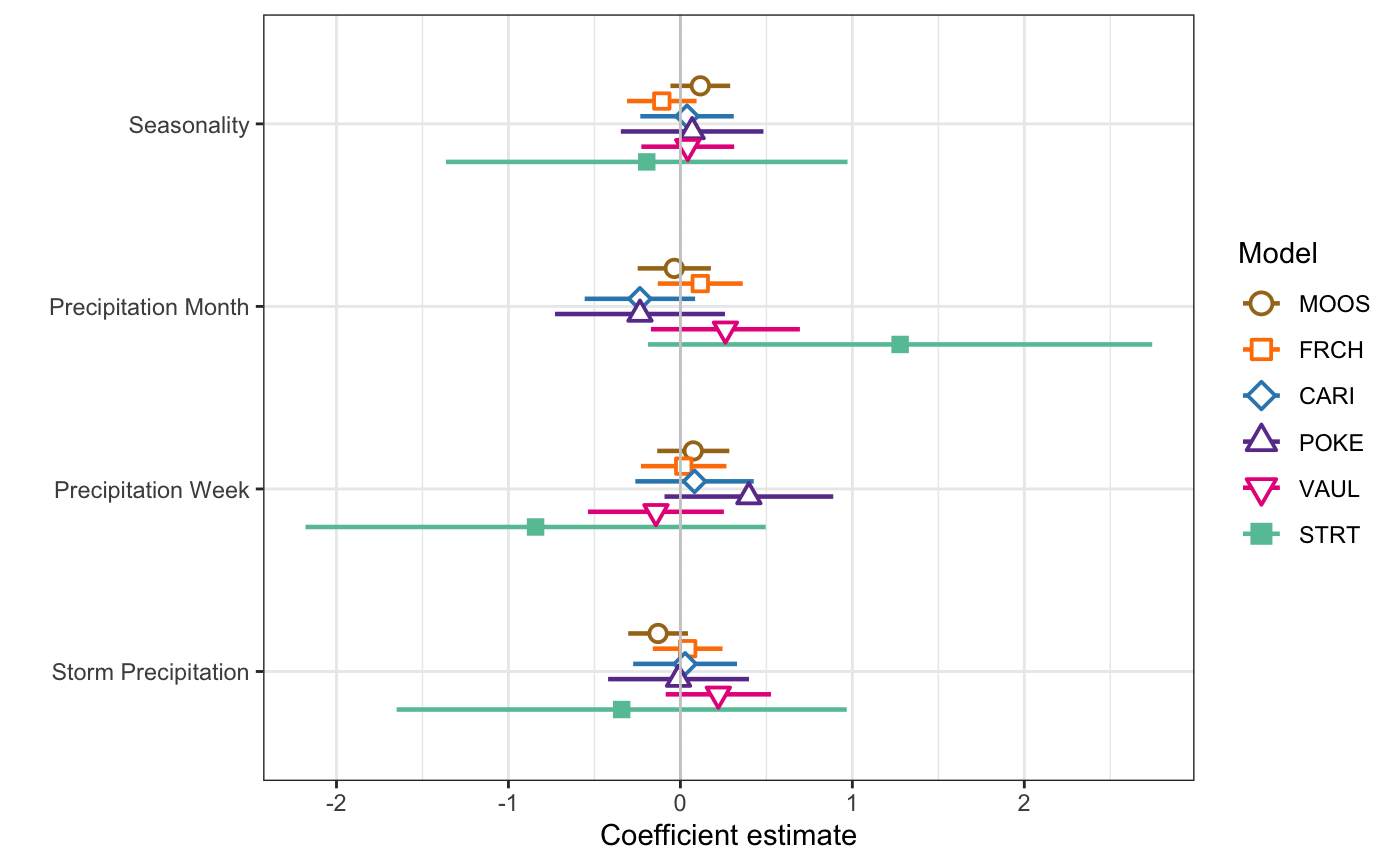 Seasonality
Precipitation Month
Precipitation Week
Storm Precipitation
-2 -1 0 1 2
Coefficient estimate
Model
MOOS
FRCH
CARI
POKE
VAUL
STRT